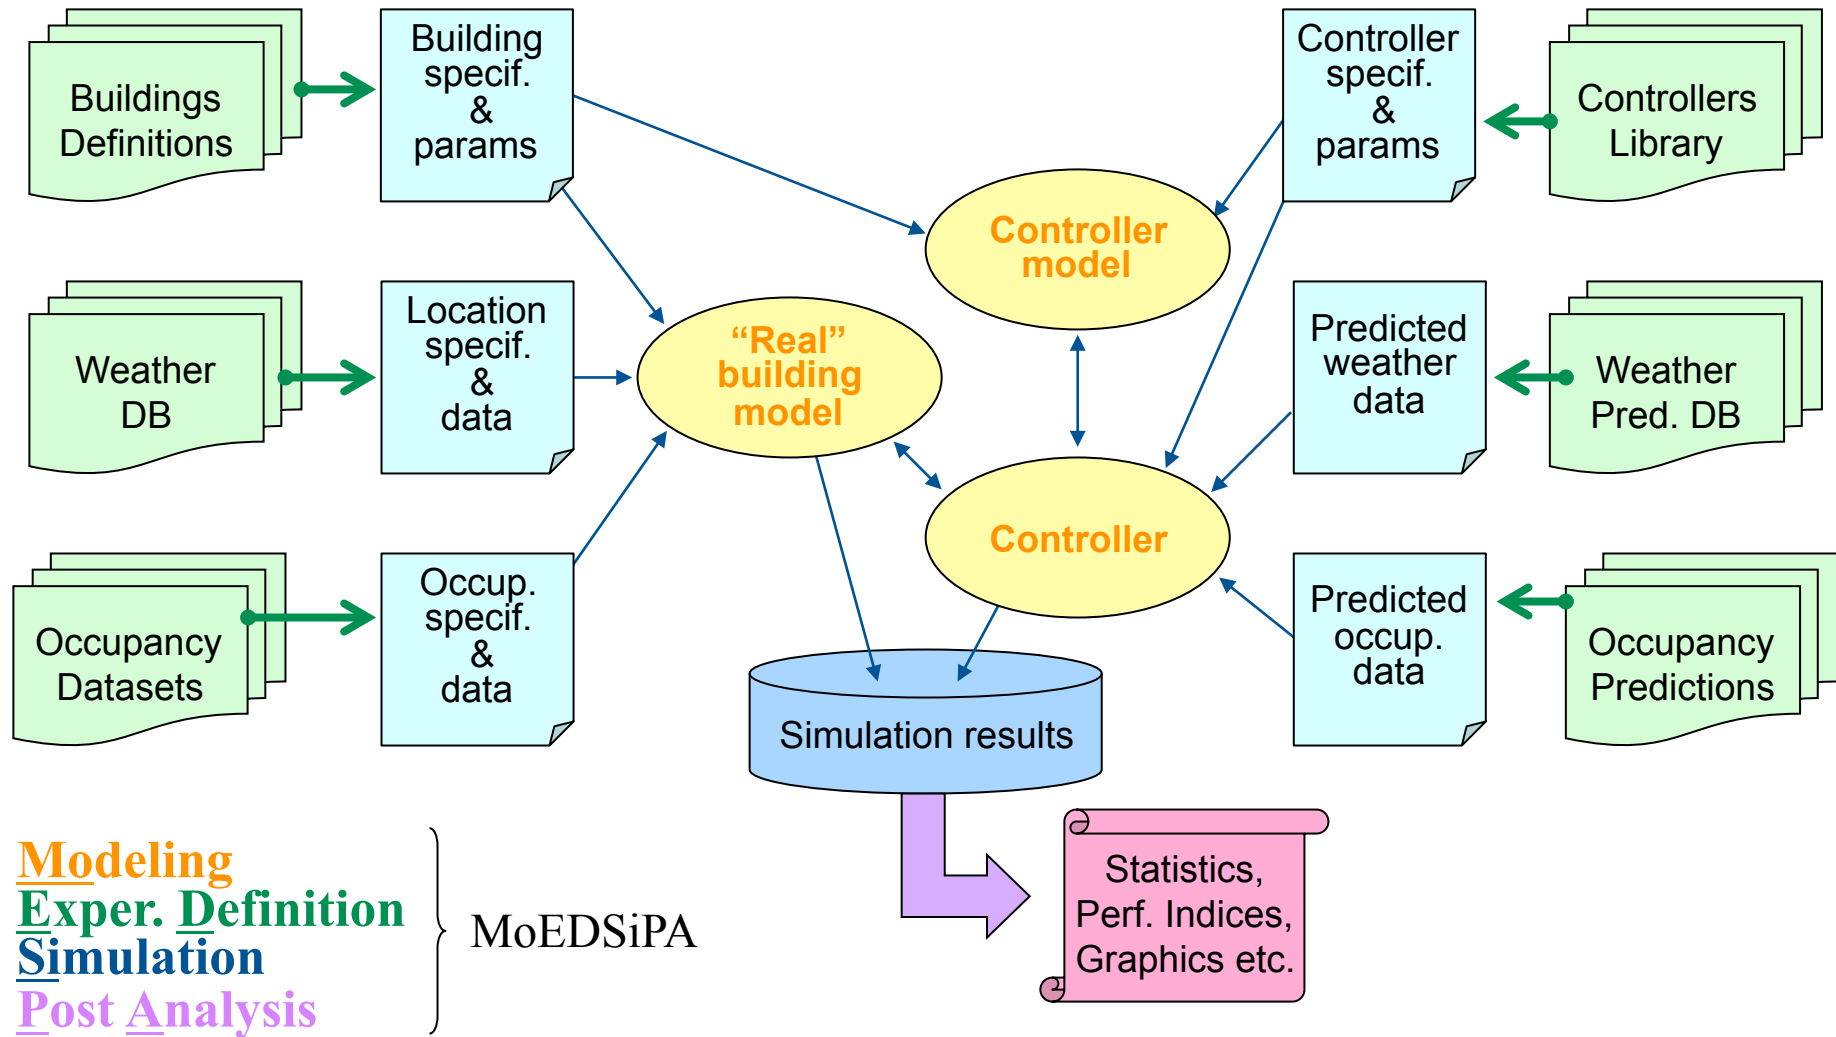 Buildings
Definitions
Building
specif.
&
params
Controller
specif.
&
params
Controllers
Library
Controller
model
Weather
DB
Location
specif.
&
data
“Real”
building
model
Predicted
weather
data
Weather
Pred. DB
Controller
Occupancy
Datasets
Occup.
specif.
&
data
Predicted
occup.
data
Occupancy
Predictions
Simulation results
Statistics,
Perf. Indices,
Graphics etc.
Modeling
Exper. Definition
Simulation
Post Analysis
MoEDSiPA